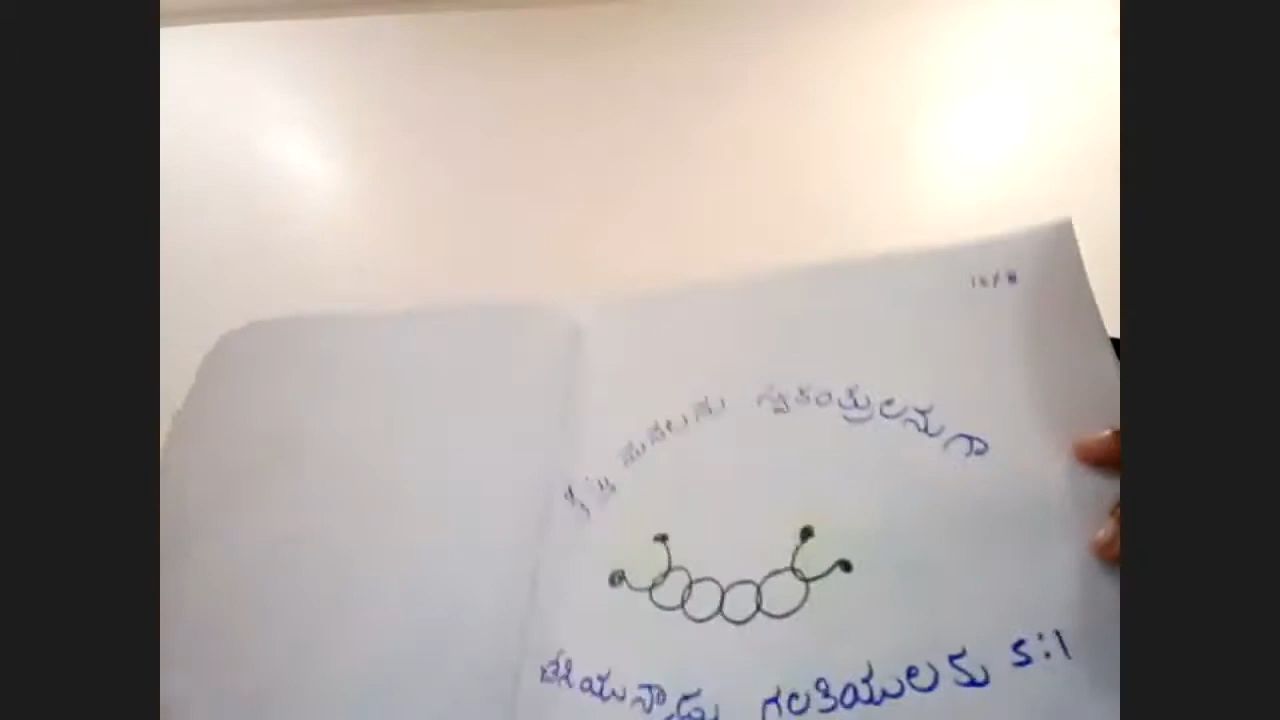 క్రీస్తు మనలను స్వతంత్రులనుగా
చేసియున్నాడు గలతియులకు 5:1